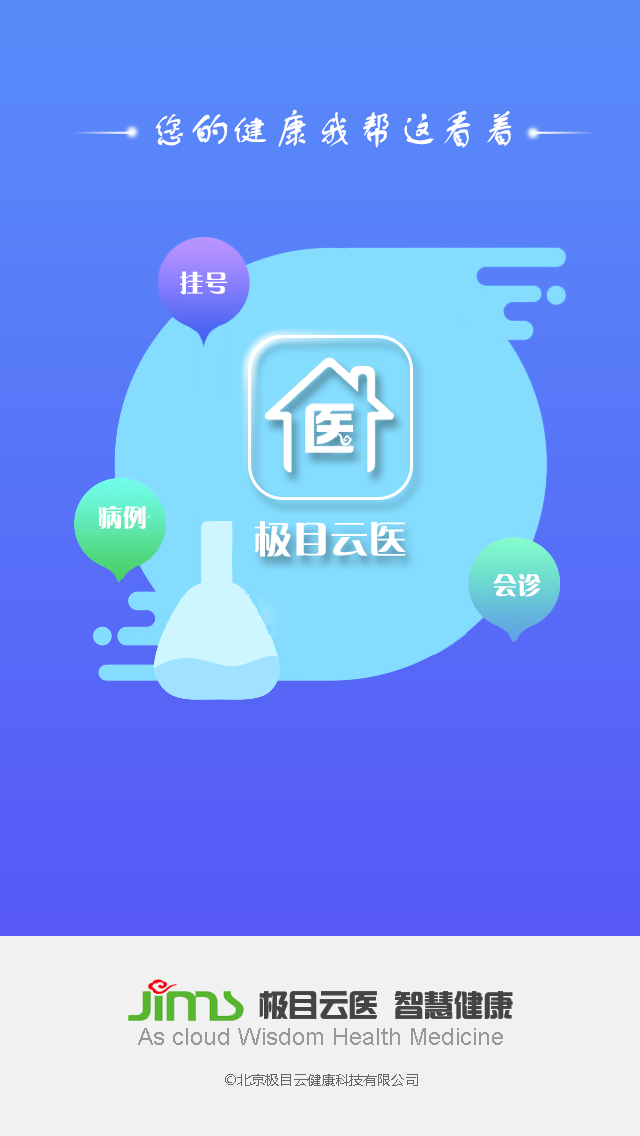 您的健康我帮这看着
挂号
医
极目云医
病例
会诊
Jims 极目云医 智慧健康
As cloud Wisdom Health Medicine
©北京极目云健康科技有限公司